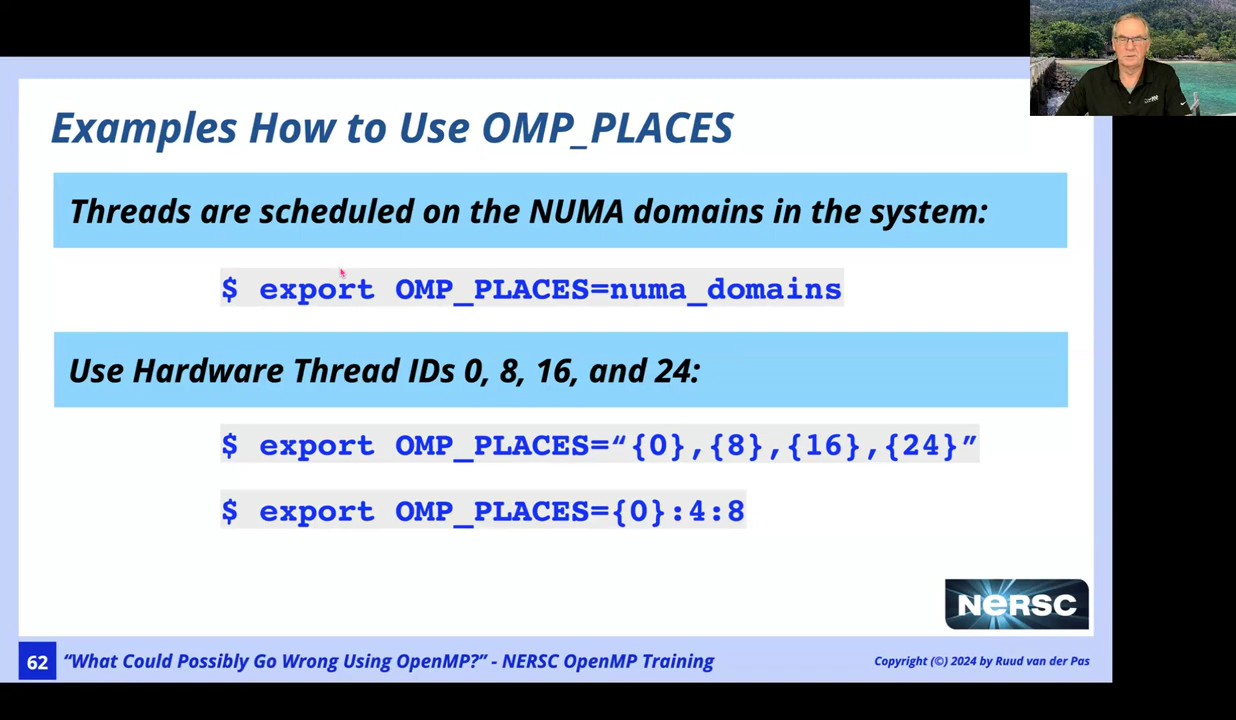 Examples How to Use OMP_PLACES
Threads are scheduled on the NUMA domains in the system:
$ export OMP_PLACES=numa_domains
Use Hardware Thread IDs 0, 8, 16, and 24:
$ export OMP_PLACES=“{0},{8},{16},{24}”
$ export OMP_PLACES={0}:4:8
NeRSC
62 “What Could Possibly Go Wrong Using OpenMP?” - NERSC OpenMP Training
Copyright (©) 2024 by Ruud van der Pas